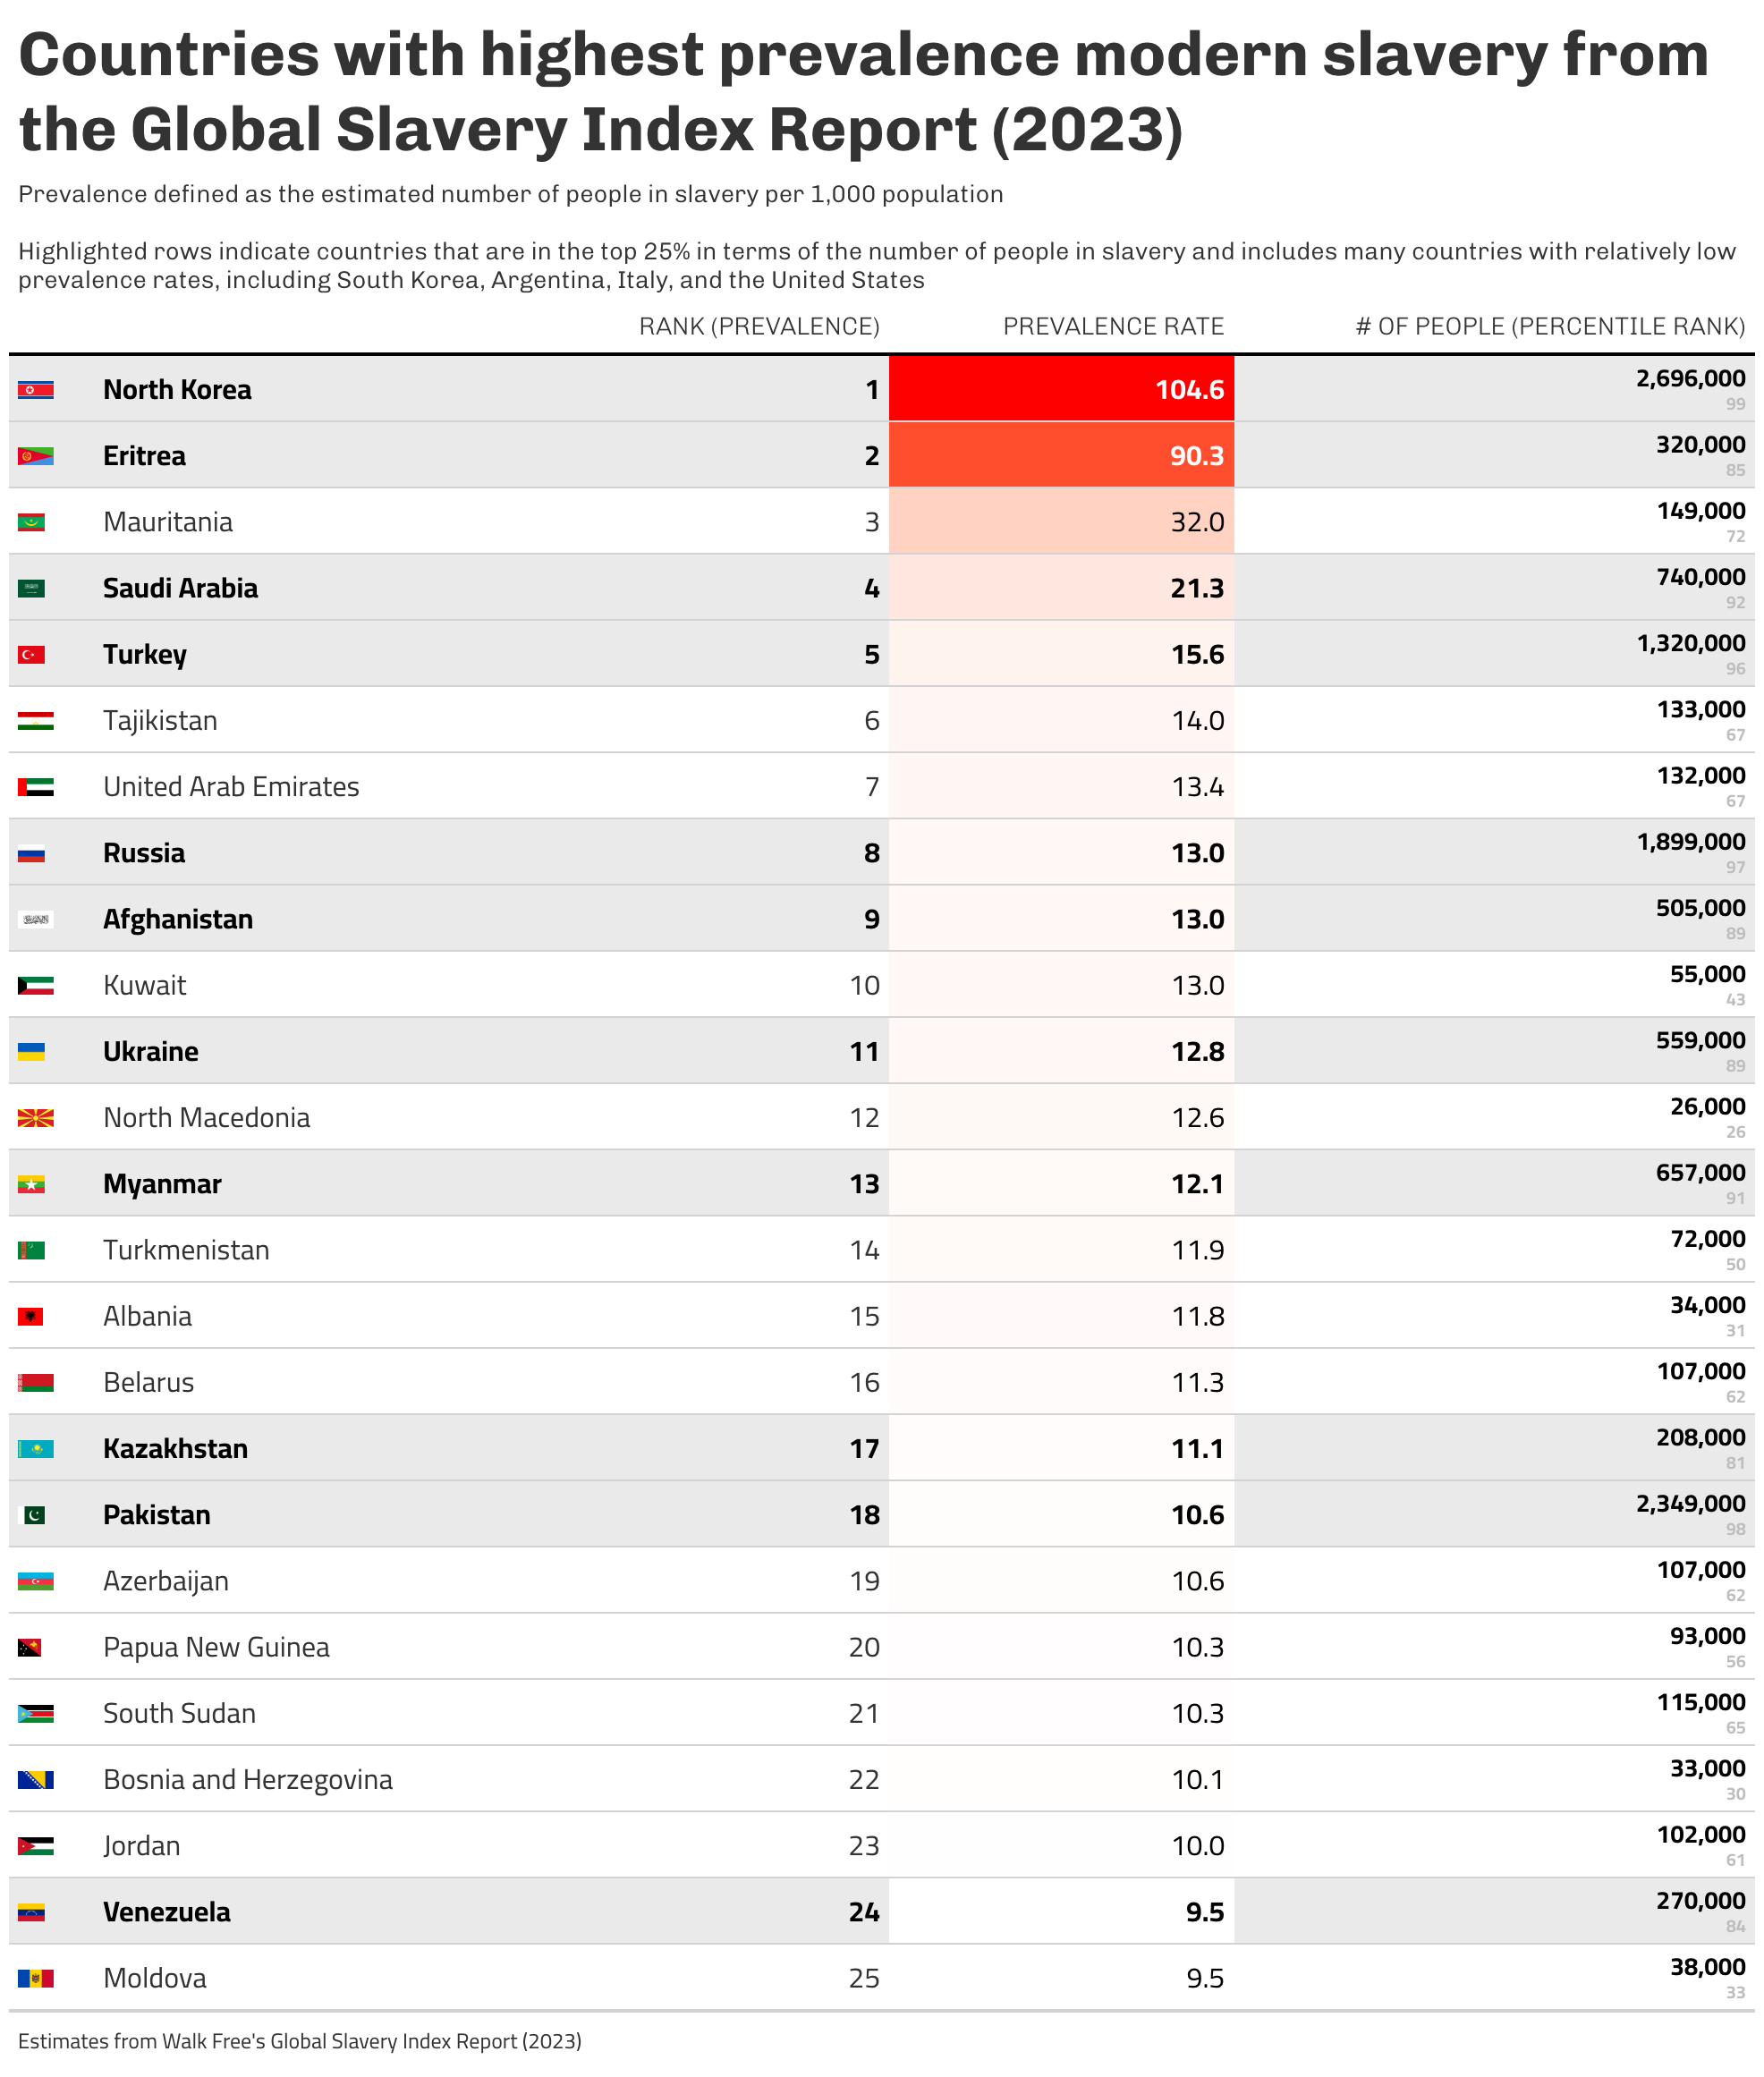 Countries with highest prevalence modern slavery from
the Global Slavery Index Report (2023)
Prevalence defined as the estimated number of people in slavery per 1,000 population
Highlighted rows indicate countries that are in the top 25% in terms of the number of people in slavery and includes many countries with relatively low
prevalence rates, including South Korea, Argentina, Italy, and the United States
RANK (PREVALENCE) PREVALENCE RATE # OF PEOPLE (PERCENTILE RANK)
North Korea 1 104.6 2,696,000
99
Eritrea 2 90.3 320,000
85
Mauritania 3 32.0 149,000
72
Saudi Arabia 4 21.3 740,000
92
Turkey 5 15.6 1,320,000
96
Tajikistan 6 14.0 133,000
67
United Arab Emirates 7 13.4 132,000
67
Russia 8 13.0 1,899,000
97
Afghanistan 9 13.0 505,000
89
Kuwait 10 13.0 55,000
43
Ukraine 11 12.8 559,000
89
North Macedonia 12 12.6 26,000
26
Myanmar 13 12.1 657,000
91
Turkmenistan 14 11.9 72,000
50
Albania 15 11.8 34,000
31
Belarus 16 11.3 107,000
62
Kazakhstan 17 11.1 208,000
81
Pakistan 18 10.6 2,349,000
98
Azerbaijan 19 10.6 107,000
62
Papua New Guinea 20 10.3 93,000
56
South Sudan 21 10.3 115,000
65
Bosnia and Herzegovina 22 10.1 33,000
30
Jordan 23 10.0 102,000
61
Venezuela 24 9.5 270,000
84
Moldova 25 9.5 38,000
33
Estimates from Walk Free's Global Slavery Index Report (2023)